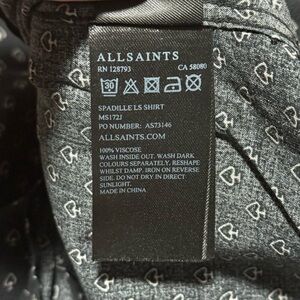 ALLSAINTS
RN 128793 CA 58080
30
SPADILLE LS SHIRT
MS172J
PO NUMBER: AS73146
ALLSAINTS.COM
100% VISCOSE
WASH INSIDE OUT. WASH DARK
COLOURS SEPARATELY, RESHAPE
WHILST DAMP. IRON ON REVERSE
SIDE. DO NOT DRY IN DIRECT
SUNLIGHT.
MADE IN CHINA